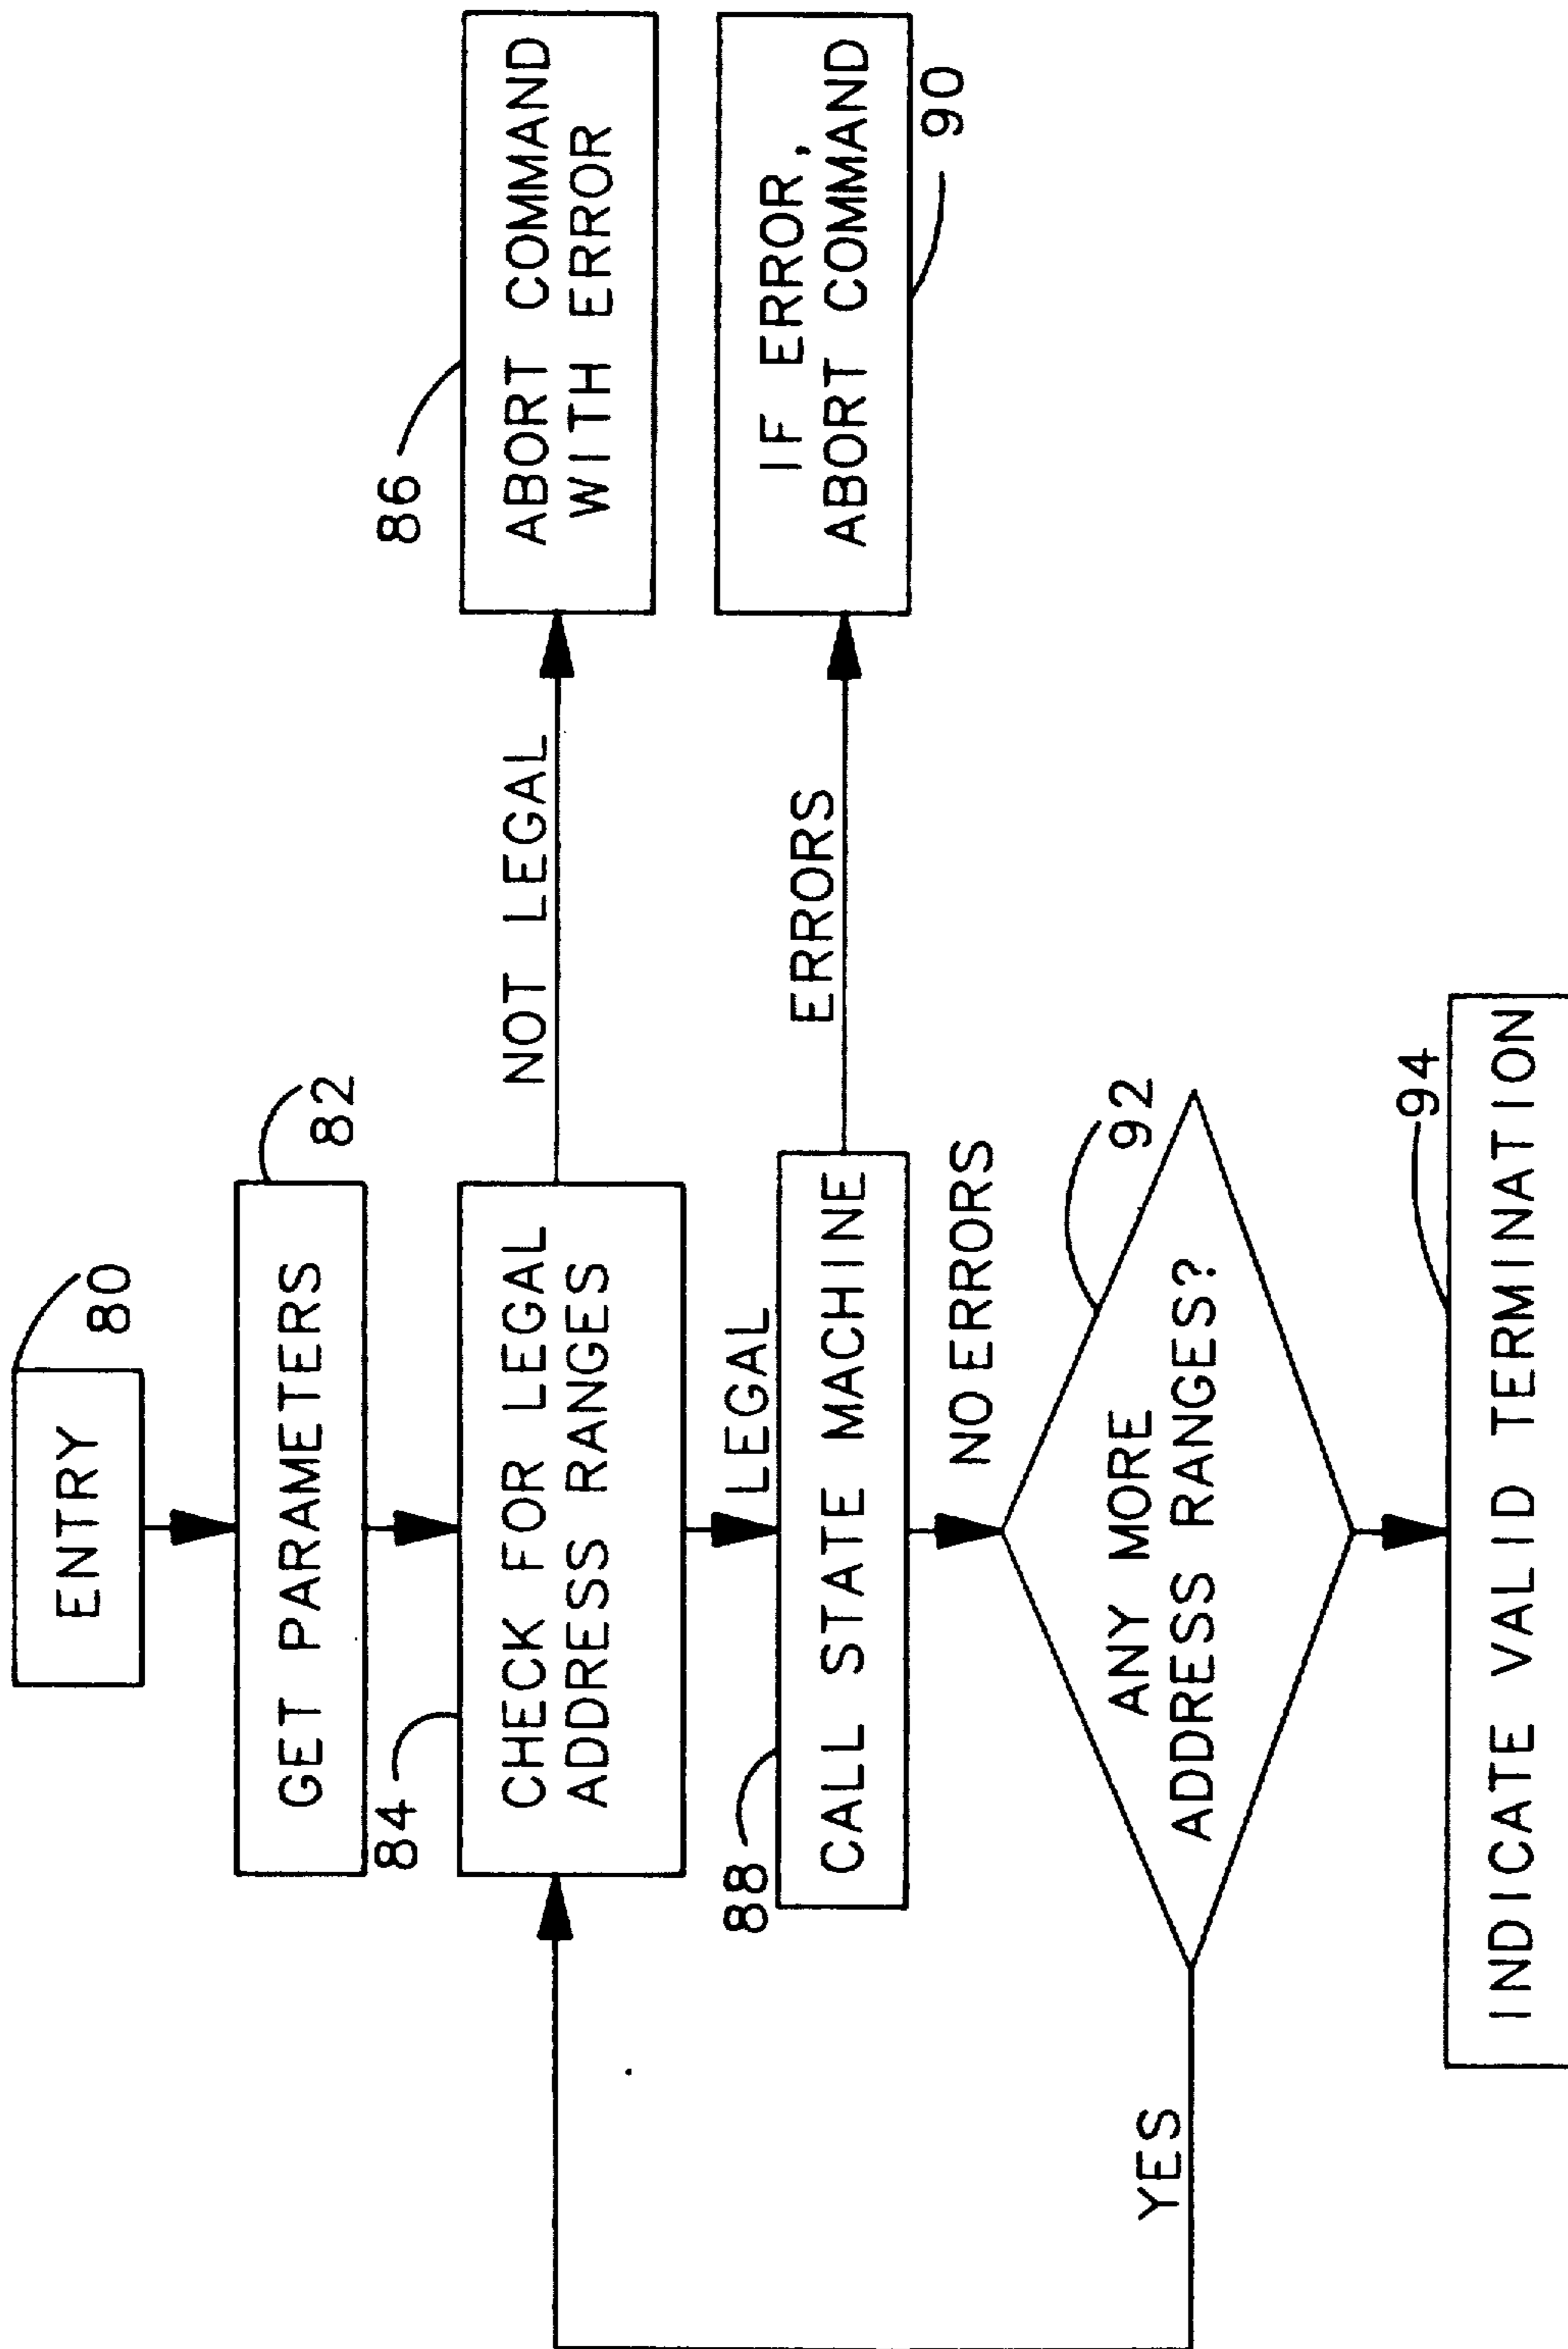 ENTRY
80
GET PARAMETERS
82
84
CHECK FOR LEGAL
ADDRESS RANGES
NOT LEGAL
86
ABORT COMMAND
WITH ERROR
LEGAL
88
CALL STATE MACHINE
ERRORS
IF ERROR,
ABORT COMMAND
90
NO ERRORS
92
ANY MORE
ADDRESS RANGES?
YES
94
INDICATE VALID TERMINATION